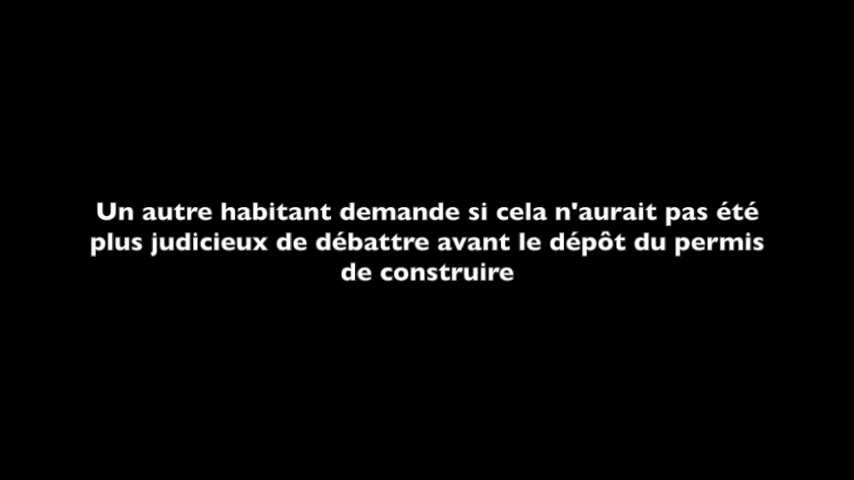 Un autre habitant demande si cela n'aurait pas été
plus judicieux de débattre avant le dépôt du permis
de construire